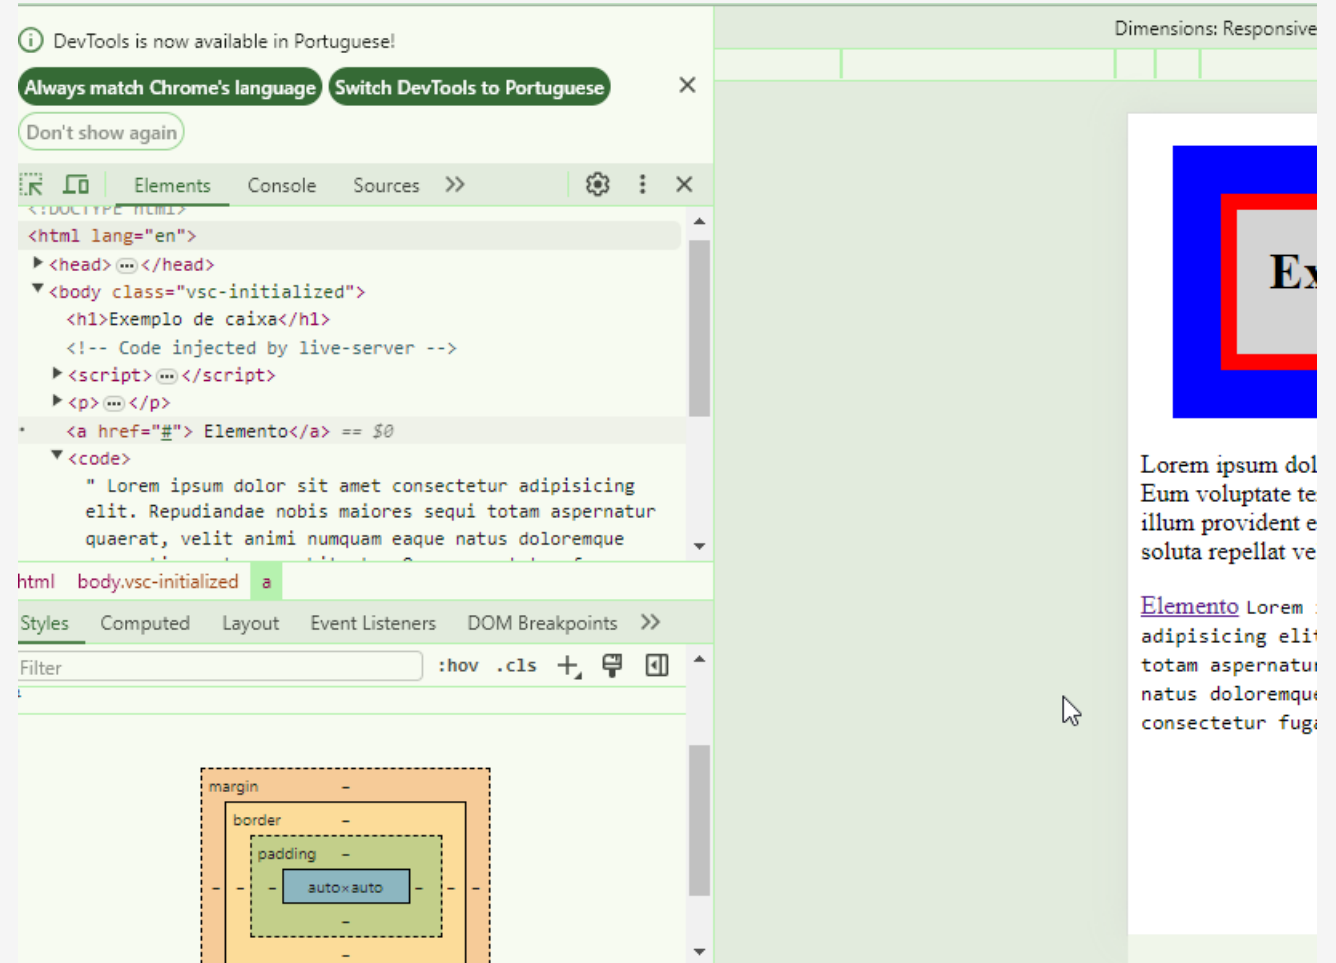 DevTools is now available in Portuguese!
Always match Chrome's language
Switch DevTools to Portuguese
Don't show again
Elements Console Sources
<!DOCTYPE html>
<html lang="en">
<head> </head>
<body class="vsc-initialized">
<h1>Exemplo de caixa</h1>
<!-- Code injected by live-server -->
<script> </script>
<p> </p>
<a href="#"> Elemento</a> == $0
<code>
" Lorem ipsum dolor sit amet consectetur adipisicing
elit. Repudiandae nobis maiores sequi totam aspernatur
quaerat, velit animi numquam eaque natus doloremque
html body.vsc-initialized a
Styles Computed Layout Event Listeners DOM Breakpoints
Filter :hov .cls
margin –
border –
padding –
– – – auto×auto – – –
–
–
Dimensions: Responsive
Ex
Lorem ipsum dol
Eum voluptate te
illum provident e
soluta repellat ve
Elemento Lorem
adipisicing elit
totam aspernatur
natus doloremque
consectetur fuga